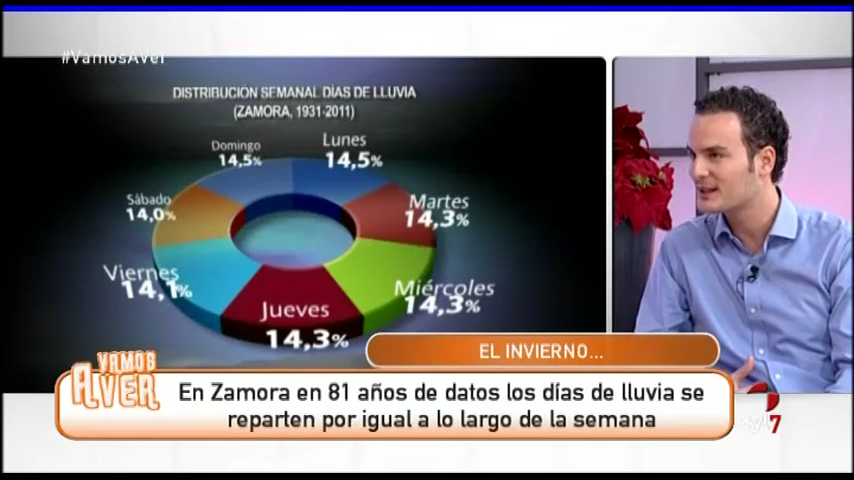 #VamosAVer
DISTRIBUCIÓN SEMANAL DÍAS DE LLUVIA
(ZAMORA, 1931-2011)
Domingo
14,5%
Lunes
14,5%
Sábado
14,0%
Martes
14,3%
Viernes
14,1%
Miércoles
14,3%
Jueves
14,3%
EL INVIERNO...
VAMOS
A VER
En Zamora en 81 años de datos los días de lluvia se
reparten por igual a lo largo de la semana
cyl 7